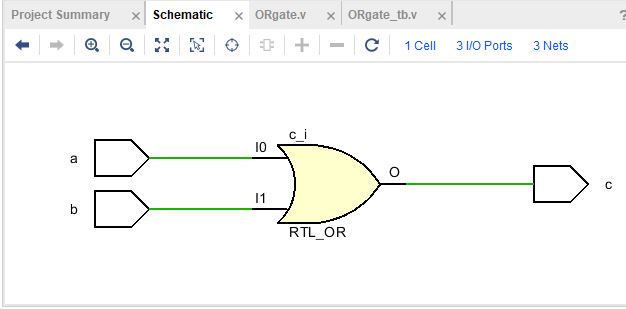 Project Summary × Schematic × ORgate.v × ORgate_tb.v × ?
1 Cell 3 I/O Ports 3 Nets
c_i
a I0
O
c
b I1
RTL_OR